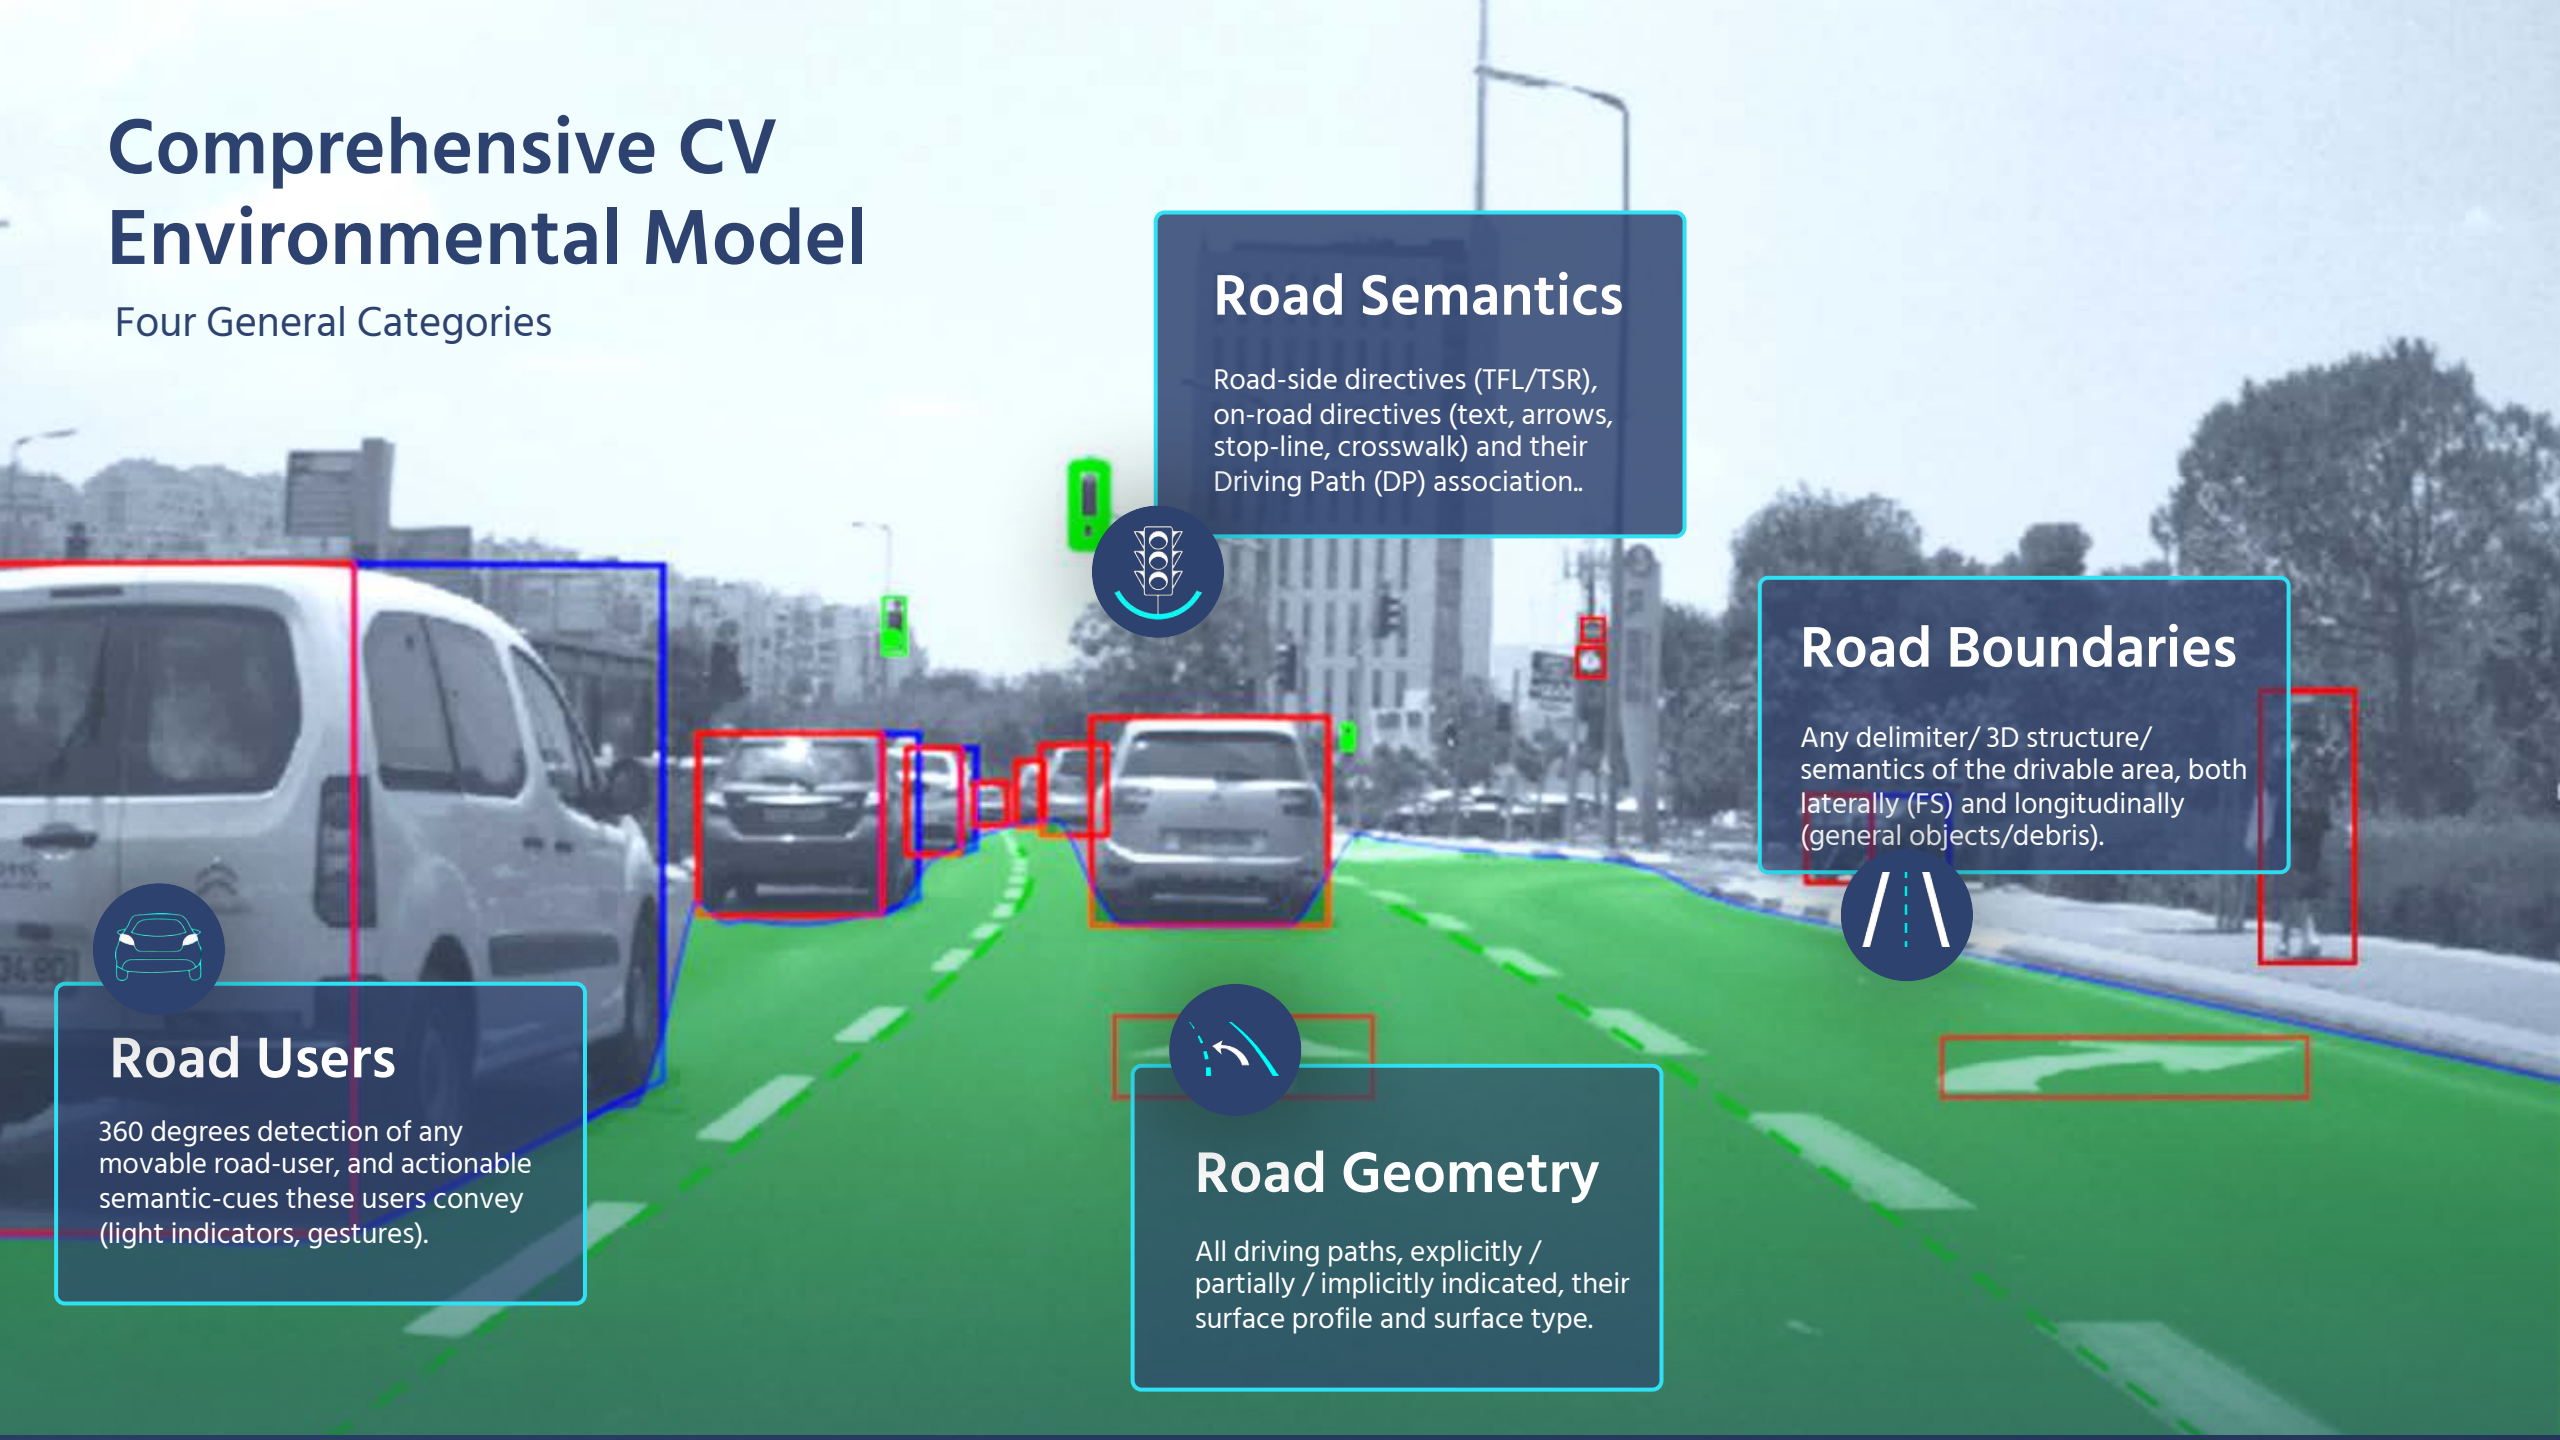 Comprehensive CV
Environmental Model
Four General Categories
Road Semantics
Road-side directives (TFL/TSR),
on-road directives (text, arrows,
stop-line, crosswalk) and their
Driving Path (DP) association..
Road Boundaries
Any delimiter/ 3D structure/
semantics of the drivable area, both
laterally (FS) and longitudinally
(general objects/debris).
Road Users
360 degrees detection of any
movable road-user, and actionable
semantic-cues these users convey
(light indicators, gestures).
Road Geometry
All driving paths, explicitly /
partially / implicitly indicated, their
surface profile and surface type.